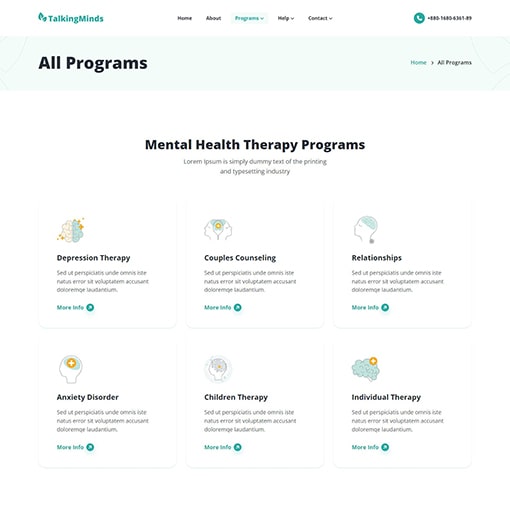 TalkingMinds
Home About Programs Help Contact +880-1680-6361-89
All Programs
Home All Programs
Mental Health Therapy Programs
Lorem Ipsum is simply dummy text of the printing
and typesetting industry
Depression Therapy
Sed ut perspiciatis unde omnis iste
natus error sit voluptatem accusant
doloremqe laudantium.
More Info
Couples Counseling
Sed ut perspiciatis unde omnis iste
natus error sit voluptatem accusant
doloremqe laudantium.
More Info
Relationships
Sed ut perspiciatis unde omnis iste
natus error sit voluptatem accusant
doloremqe laudantium.
More Info
Anxiety Disorder
Sed ut perspiciatis unde omnis iste
natus error sit voluptatem accusant
doloremqe laudantium.
More Info
Children Therapy
Sed ut perspiciatis unde omnis iste
natus error sit voluptatem accusant
doloremqe laudantium.
More Info
Individual Therapy
Sed ut perspiciatis unde omnis iste
natus error sit voluptatem accusant
doloremqe laudantium.
More Info